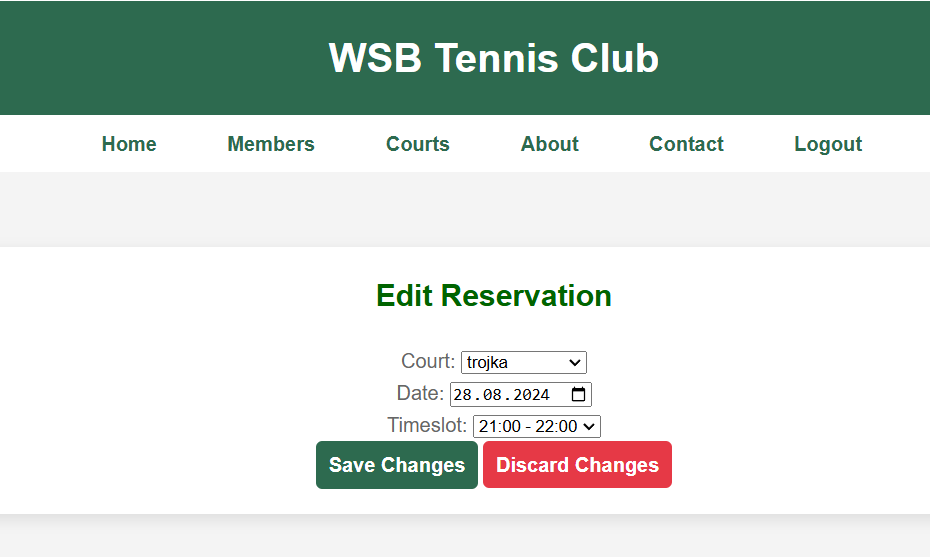 WSB Tennis Club
Home Members Courts About Contact Logout
Edit Reservation
Court: trojka
Date: 28.08.2024
Timeslot: 21:00 - 22:00
Save Changes Discard Changes